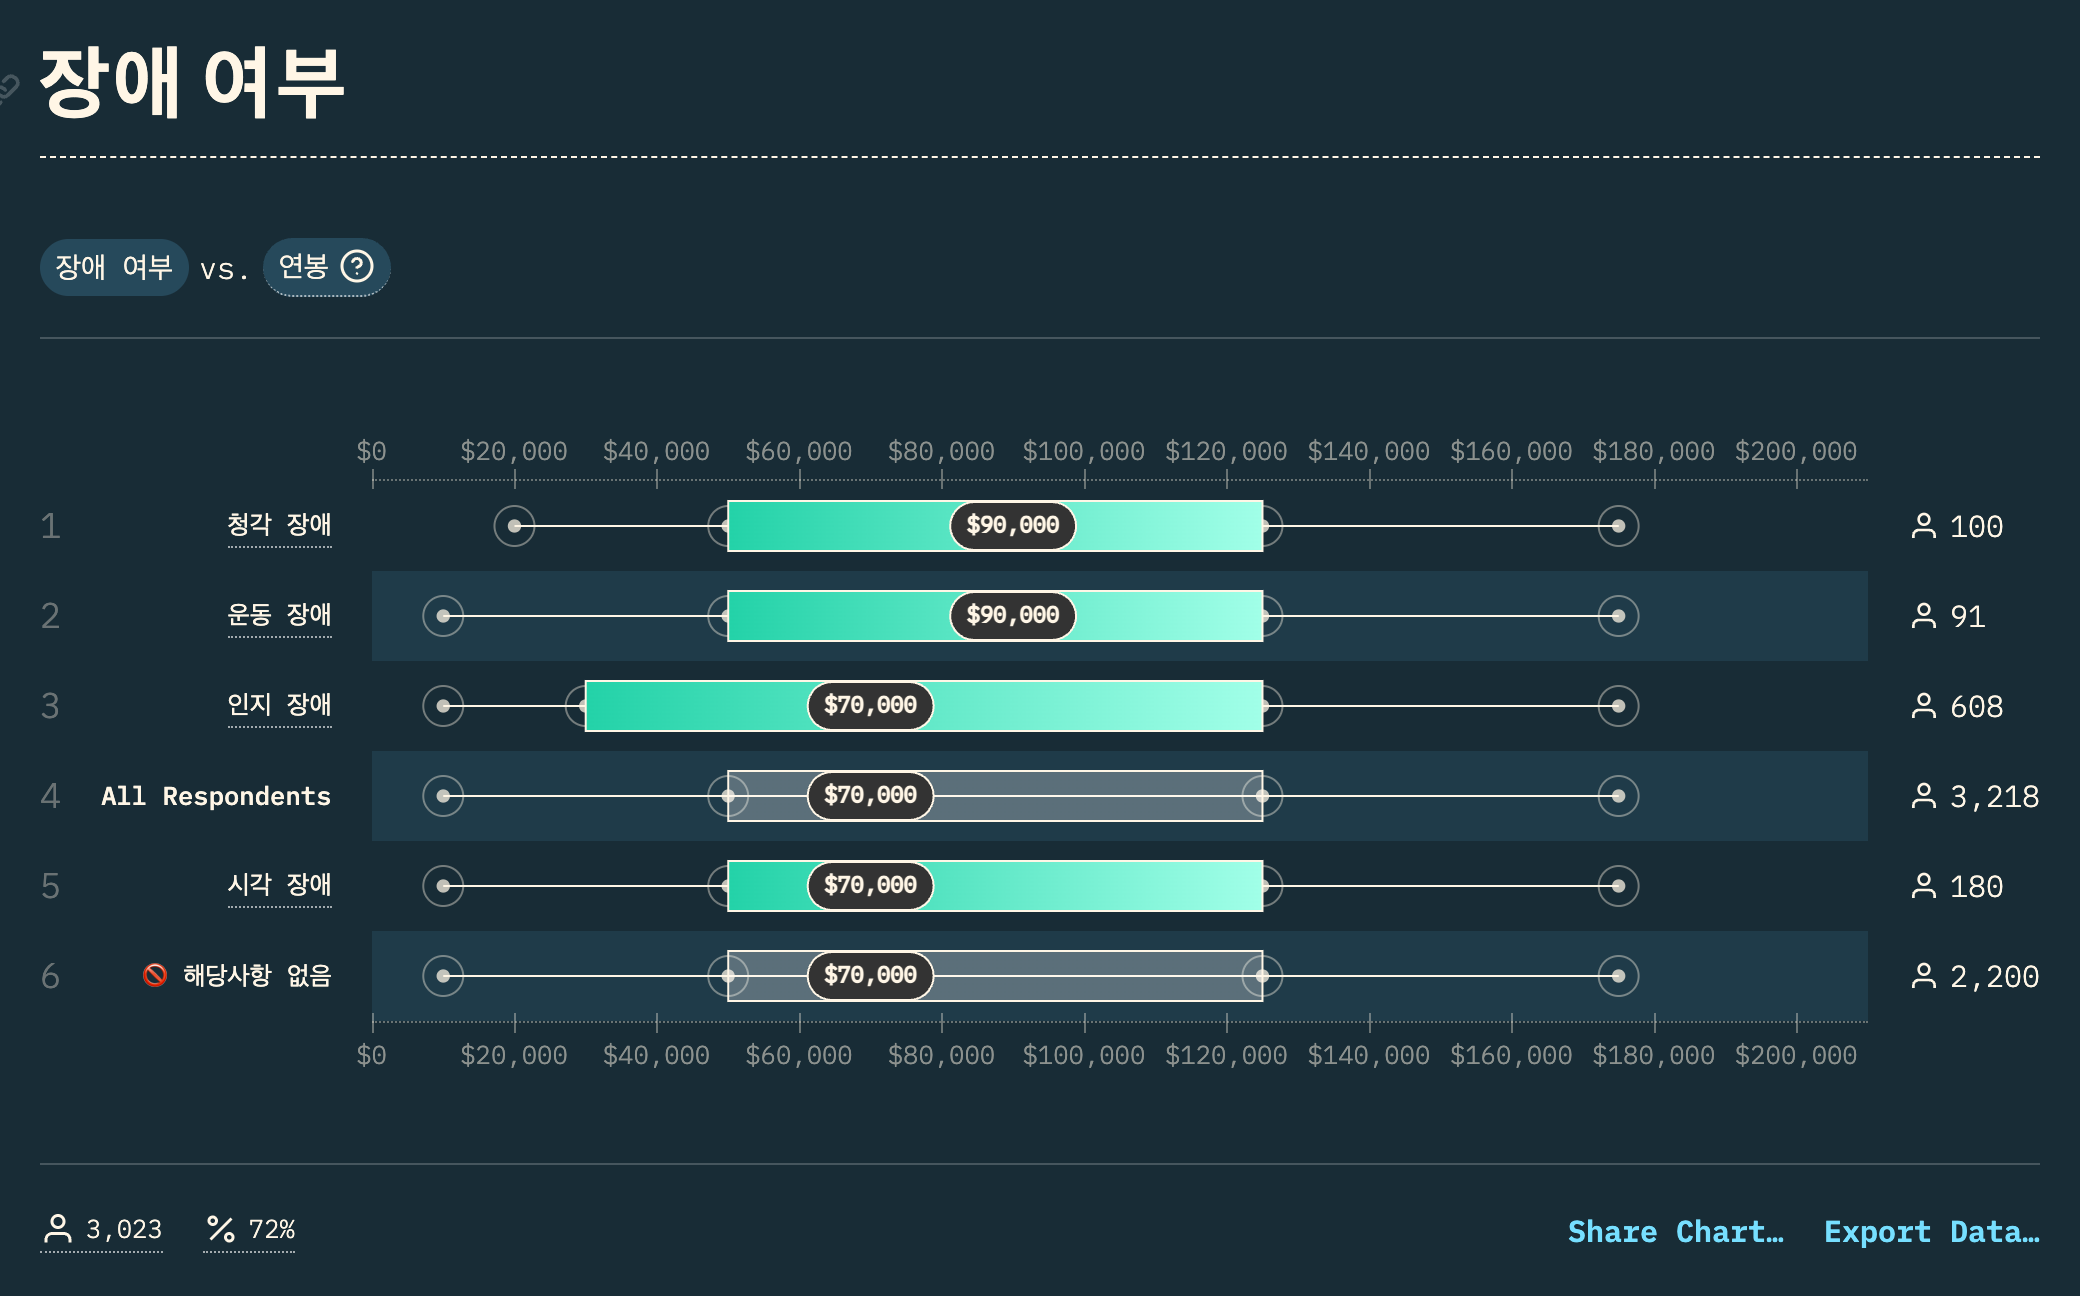 장애 여부
장애 여부 vs. 연봉
$0 $20,000 $40,000 $60,000 $80,000 $100,000 $120,000 $140,000 $160,000 $180,000 $200,000
1 청각 장애 $90,000 100
2 운동 장애 $90,000 91
3 인지 장애 $70,000 608
4 All Respondents $70,000 3,218
5 시각 장애 $70,000 180
6 🚫 해당사항 없음 $70,000 2,200
$0 $20,000 $40,000 $60,000 $80,000 $100,000 $120,000 $140,000 $160,000 $180,000 $200,000
3,023 72% Share Chart… Export Data…